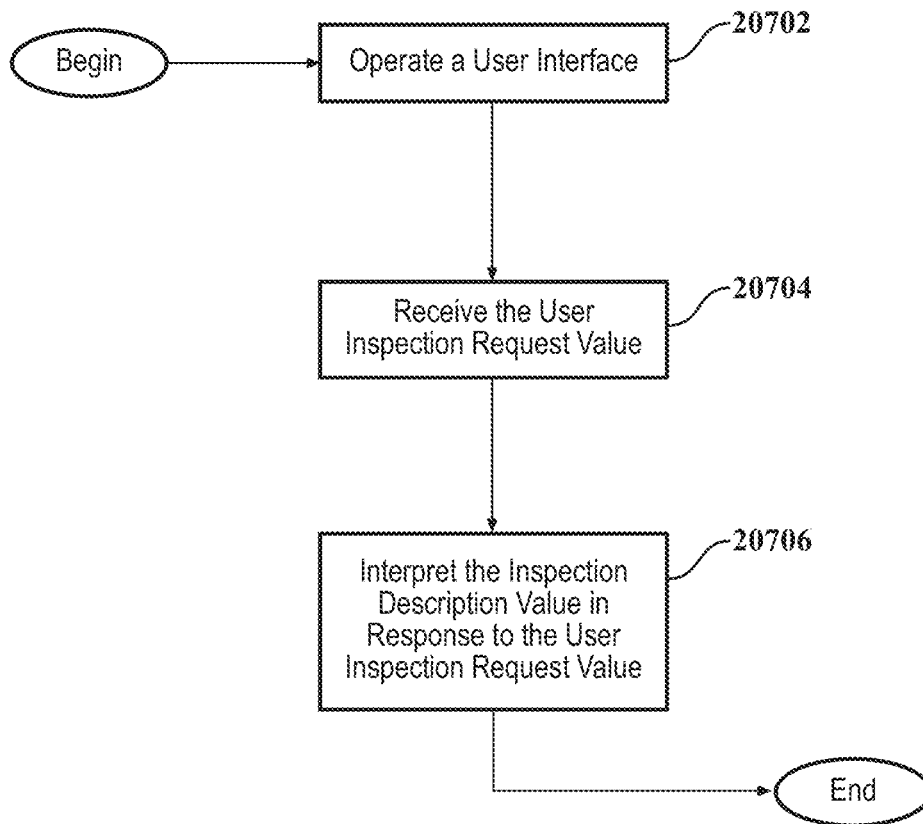 20702
Begin
Operate a User Interface
20704
Receive the User
Inspection Request Value
20706
Interpret the Inspection
Description Value in
Response to the User
Inspection Request Value
End